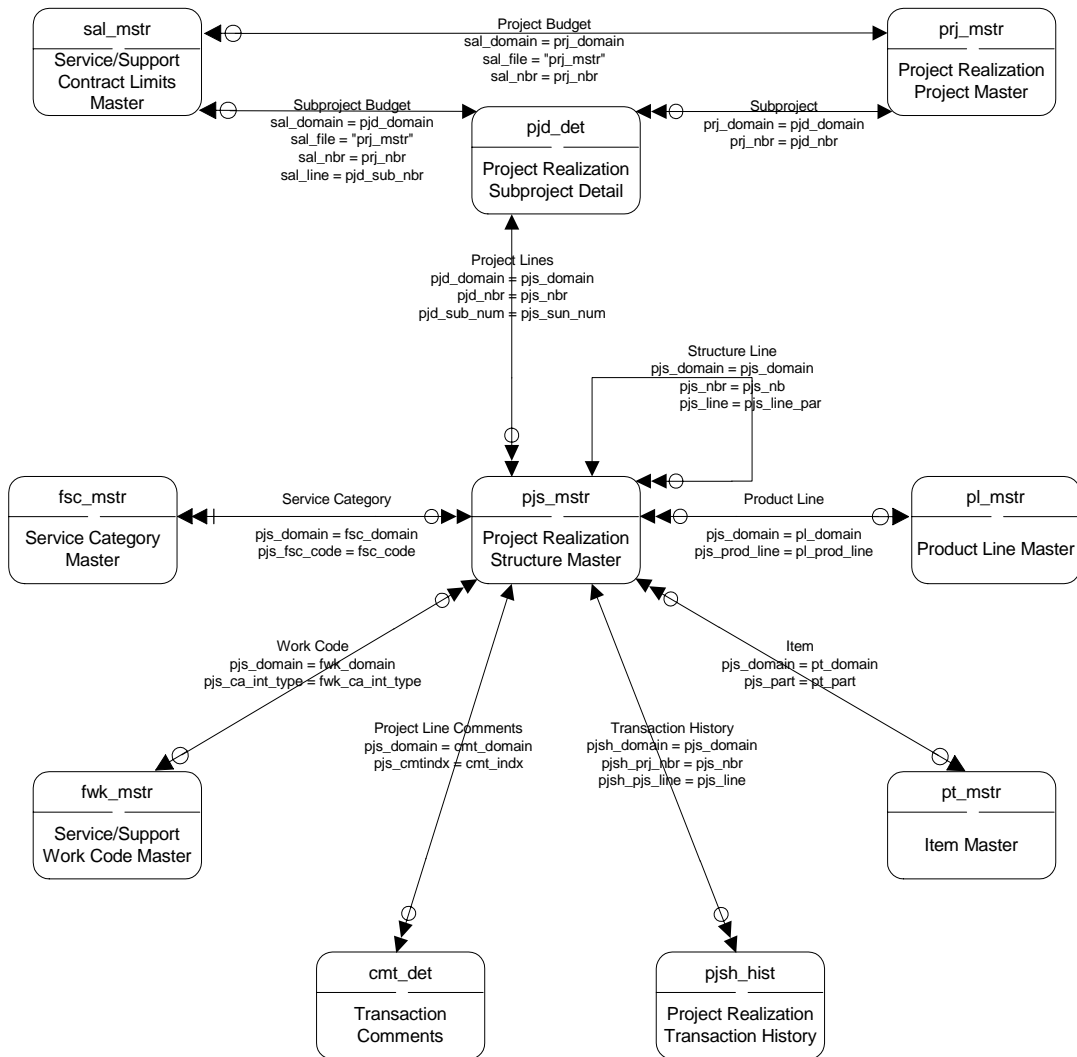 sal_mstr
Service/Support
Contract Limits
Master
Project Budget
sal_domain = prj_domain
sal_file = "prj_mstr"
sal_nbr = prj_nbr
prj_mstr
Project Realization
Project Master
Subproject Budget
sal_domain = pjd_domain
sal_file = "prj_mstr"
sal_nbr = prj_nbr
sal_line = pjd_sub_nbr
pjd_det
Project Realization
Subproject Detail
Subproject
prj_domain = pjd_domain
prj_nbr = pjd_nbr
Project Lines
pjd_domain = pjs_domain
pjd_nbr = pjs_nbr
pjd_sub_num = pjs_sun_num
Structure Line
pjs_domain = pjs_domain
pjs_nbr = pjs_nb
pjs_line = pjs_line_par
fsc_mstr
Service Category
Master
Service Category
pjs_domain = fsc_domain
pjs_fsc_code = fsc_code
pjs_mstr
Project Realization
Structure Master
Product Line
pjs_domain = pl_domain
pjs_prod_line = pl_prod_line
pl_mstr
Product Line Master
Work Code
pjs_domain = fwk_domain
pjs_ca_int_type = fwk_ca_int_type
Item
pjs_domain = pt_domain
pjs_part = pt_part
Project Line Comments
pjs_domain = cmt_domain
pjs_cmtindx = cmt_indx
Transaction History
pjsh_domain = pjs_domain
pjsh_prj_nbr = pjs_nbr
pjsh_pjs_line = pjs_line
fwk_mstr
Service/Support
Work Code Master
pt_mstr
Item Master
cmt_det
Transaction
Comments
pjsh_hist
Project Realization
Transaction History